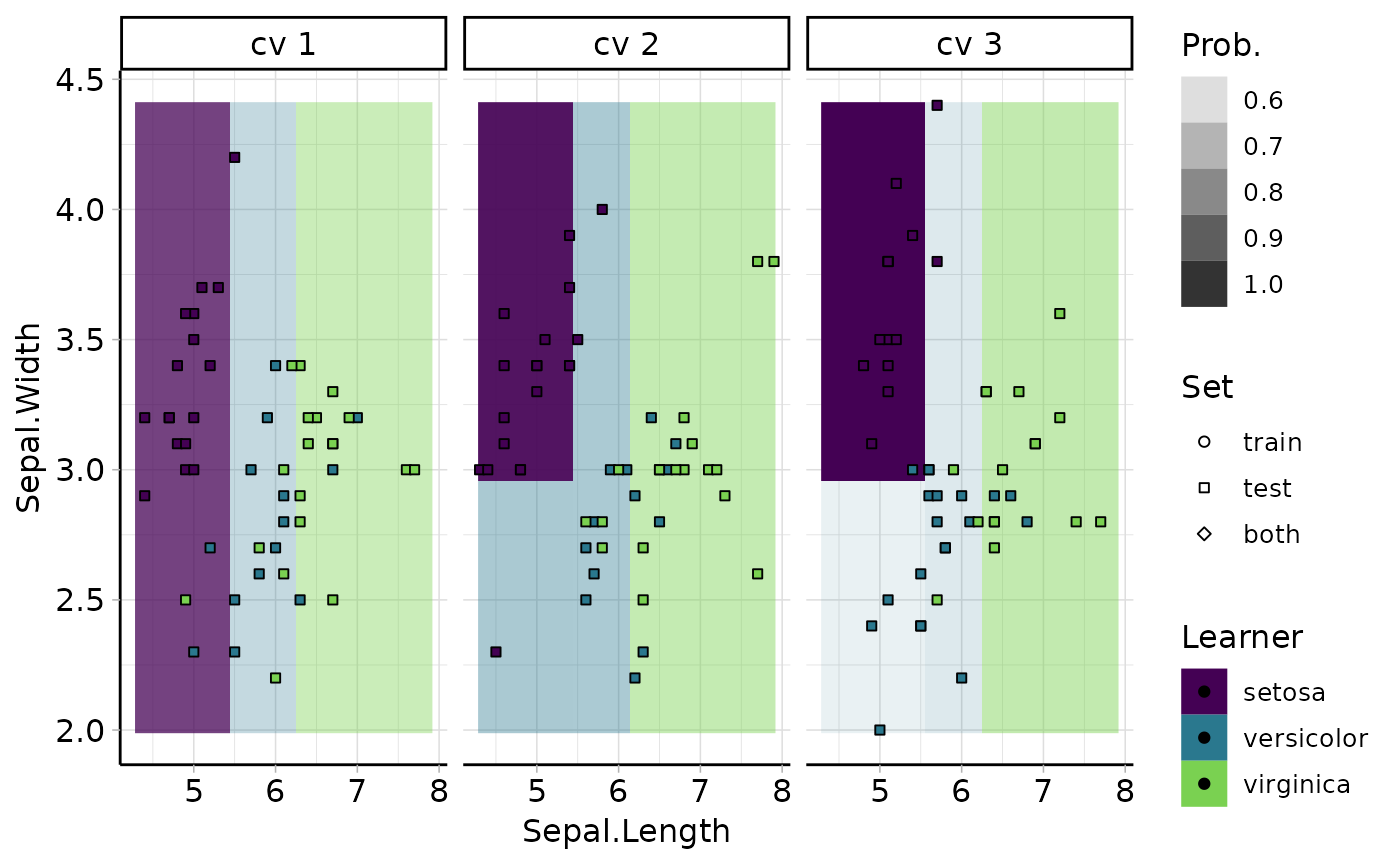 cv 1
cv 2
cv 3
4.5
4.0
3.5
3.0
2.5
2.0
Sepal.Width
5 6 7 8
5 6 7 8
5 6 7 8
Sepal.Length
Prob.
0.6
0.7
0.8
0.9
1.0
Set
train
test
both
Learner
setosa
versicolor
virginica